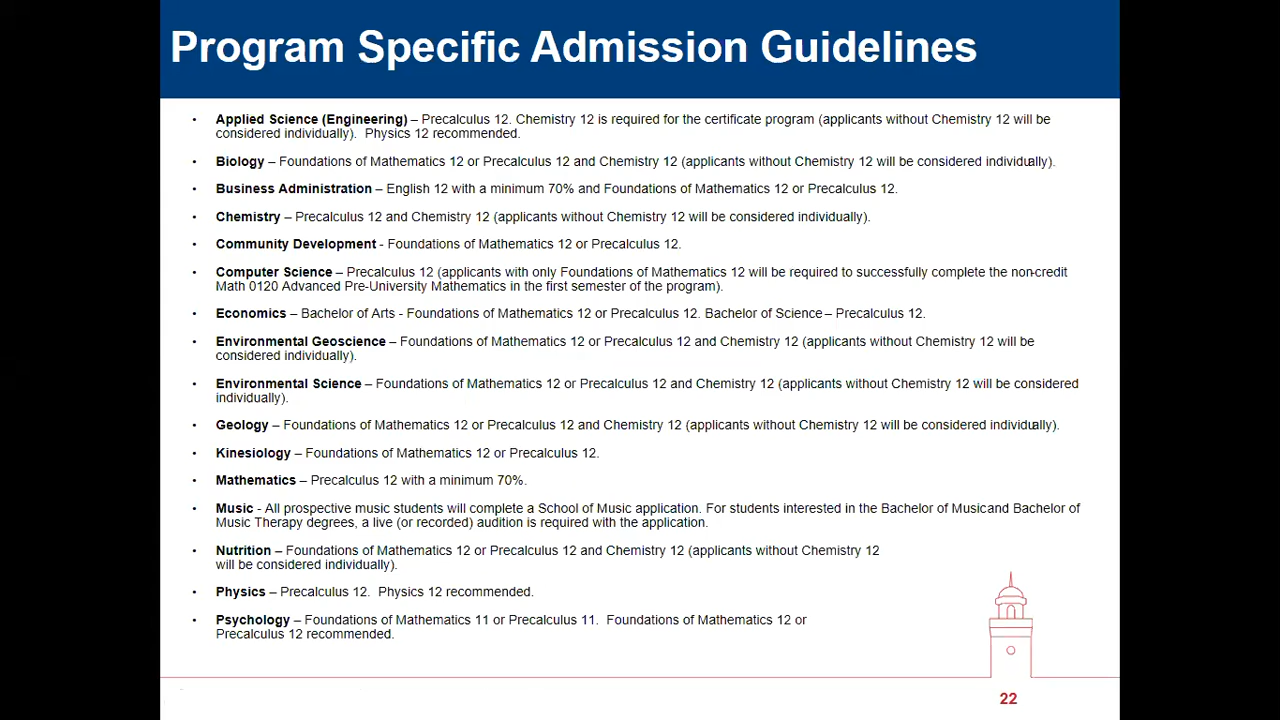 Program Specific Admission Guidelines
• Applied Science (Engineering) – Precalculus 12. Chemistry 12 is required for the certificate program (applicants without Chemistry 12 will be
considered individually).  Physics 12 recommended.
• Biology – Foundations of Mathematics 12 or Precalculus 12 and Chemistry 12 (applicants without Chemistry 12 will be considered individually).
• Business Administration – English 12 with a minimum 70% and Foundations of Mathematics 12 or Precalculus 12.
• Chemistry – Precalculus 12 and Chemistry 12 (applicants without Chemistry 12 will be considered individually).
• Community Development - Foundations of Mathematics 12 or Precalculus 12.
• Computer Science – Precalculus 12 (applicants with only Foundations of Mathematics 12 will be required to successfully complete the non-credit
Math 0120 Advanced Pre-University Mathematics in the first semester of the program).
• Economics – Bachelor of Arts - Foundations of Mathematics 12 or Precalculus 12. Bachelor of Science – Precalculus 12.
• Environmental Geoscience – Foundations of Mathematics 12 or Precalculus 12 and Chemistry 12 (applicants without Chemistry 12 will be
considered individually).
• Environmental Science – Foundations of Mathematics 12 or Precalculus 12 and Chemistry 12 (applicants without Chemistry 12 will be considered
individually).
• Geology – Foundations of Mathematics 12 or Precalculus 12 and Chemistry 12 (applicants without Chemistry 12 will be considered individually).
• Kinesiology – Foundations of Mathematics 12 or Precalculus 12.
• Mathematics – Precalculus 12 with a minimum 70%.
• Music - All prospective music students will complete a School of Music application. For students interested in the Bachelor of Musicand Bachelor of
Music Therapy degrees, a live (or recorded) audition is required with the application.
• Nutrition – Foundations of Mathematics 12 or Precalculus 12 and Chemistry 12 (applicants without Chemistry 12
will be considered individually).
• Physics – Precalculus 12.  Physics 12 recommended.
• Psychology – Foundations of Mathematics 11 or Precalculus 11.  Foundations of Mathematics 12 or
Precalculus 12 recommended.
22